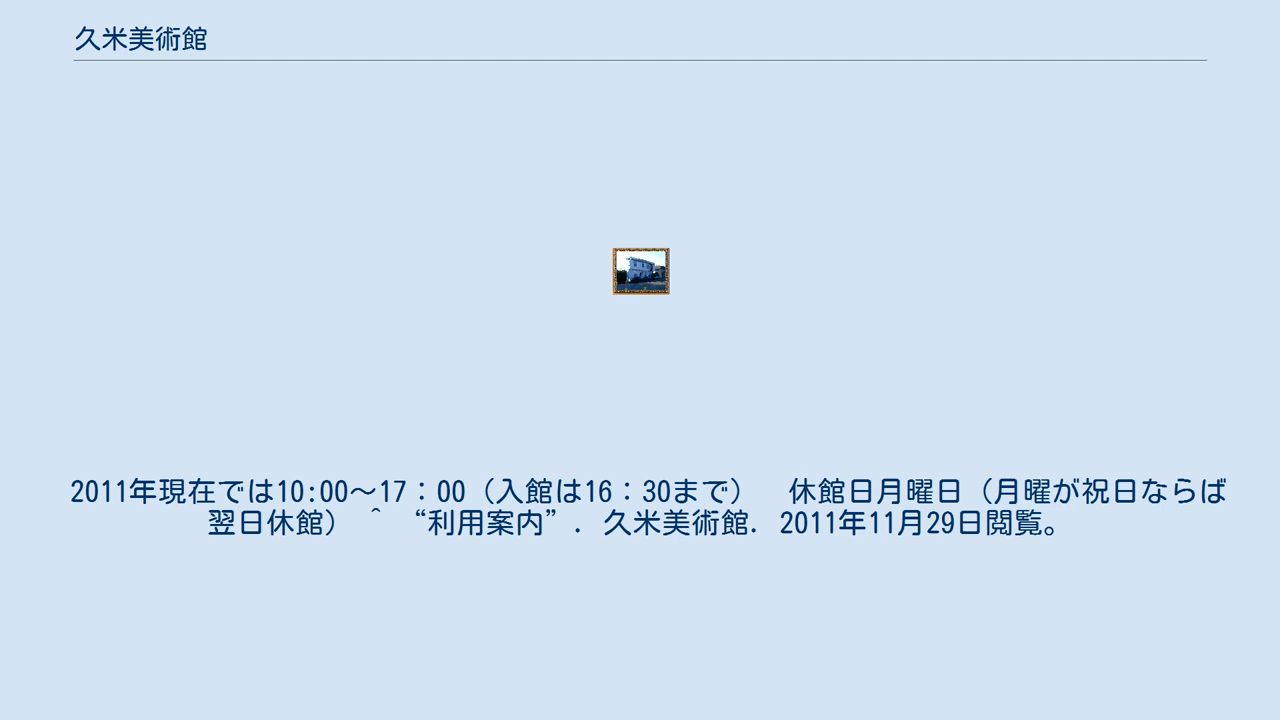 久米美術館
2011年現在では10:00～17：00（入館は16：30まで）　休館日月曜日（月曜が祝日ならば
翌日休館） ^ “利用案内”. 久米美術館. 2011年11月29日閲覧。